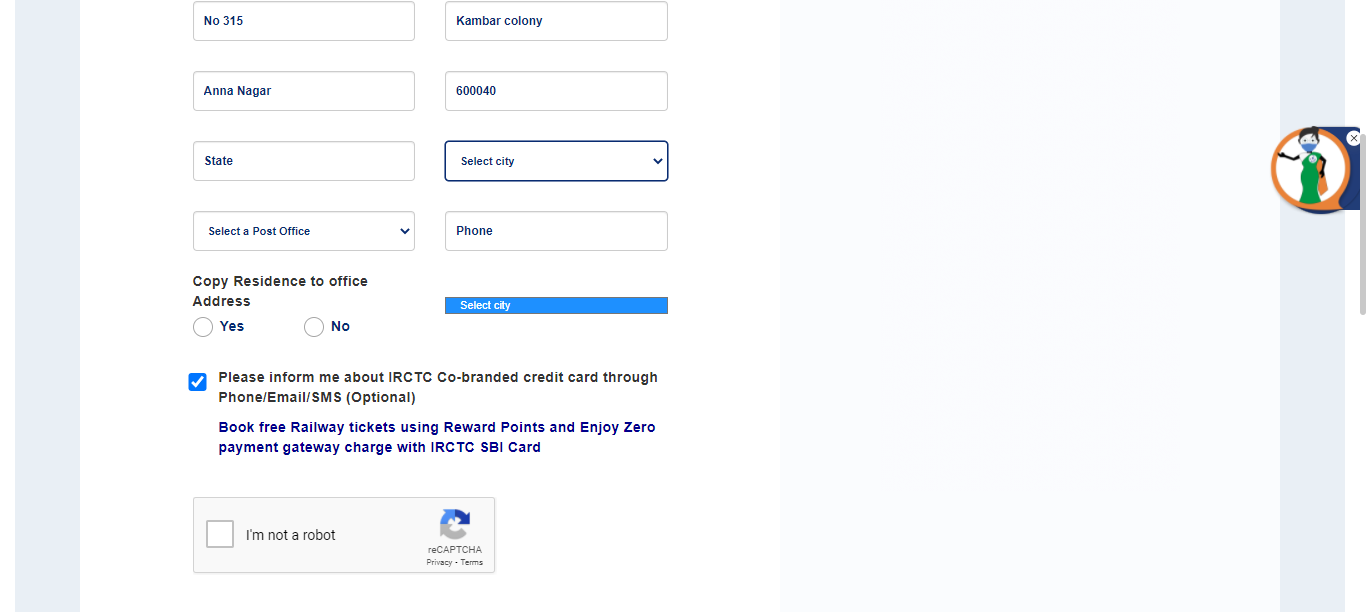 No 315
Kambar colony
Anna Nagar
600040
State
Select city
Select a Post Office
Phone
Copy Residence to office
Address
Select city
Yes
No
Please inform me about IRCTC Co-branded credit card through
Phone/Email/SMS (Optional)
Book free Railway tickets using Reward Points and Enjoy Zero
payment gateway charge with IRCTC SBI Card
I'm not a robot
reCAPTCHA
Privacy - Terms